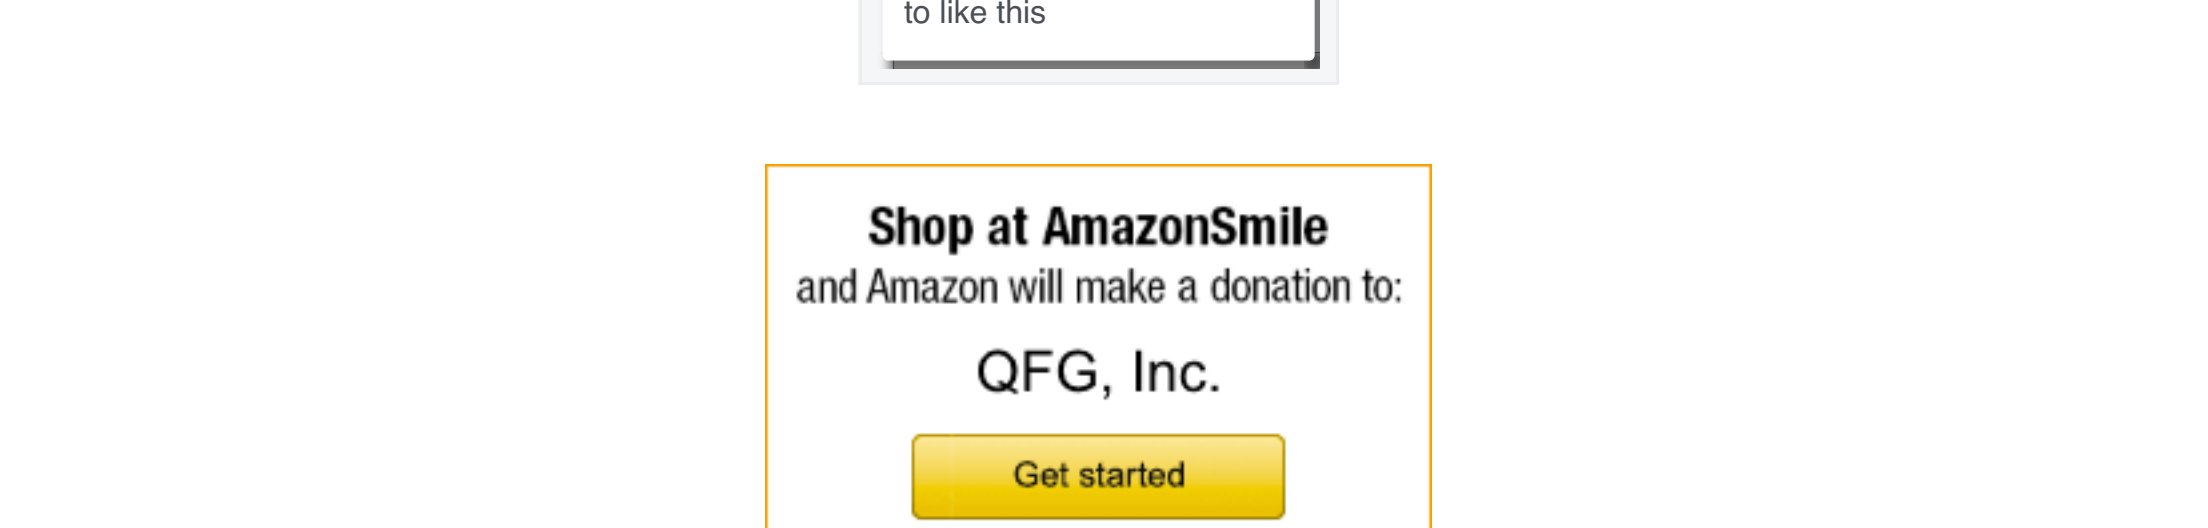 to like this
Shop at AmazonSmile
and Amazon will make a donation to:
QFG, Inc.
Get started